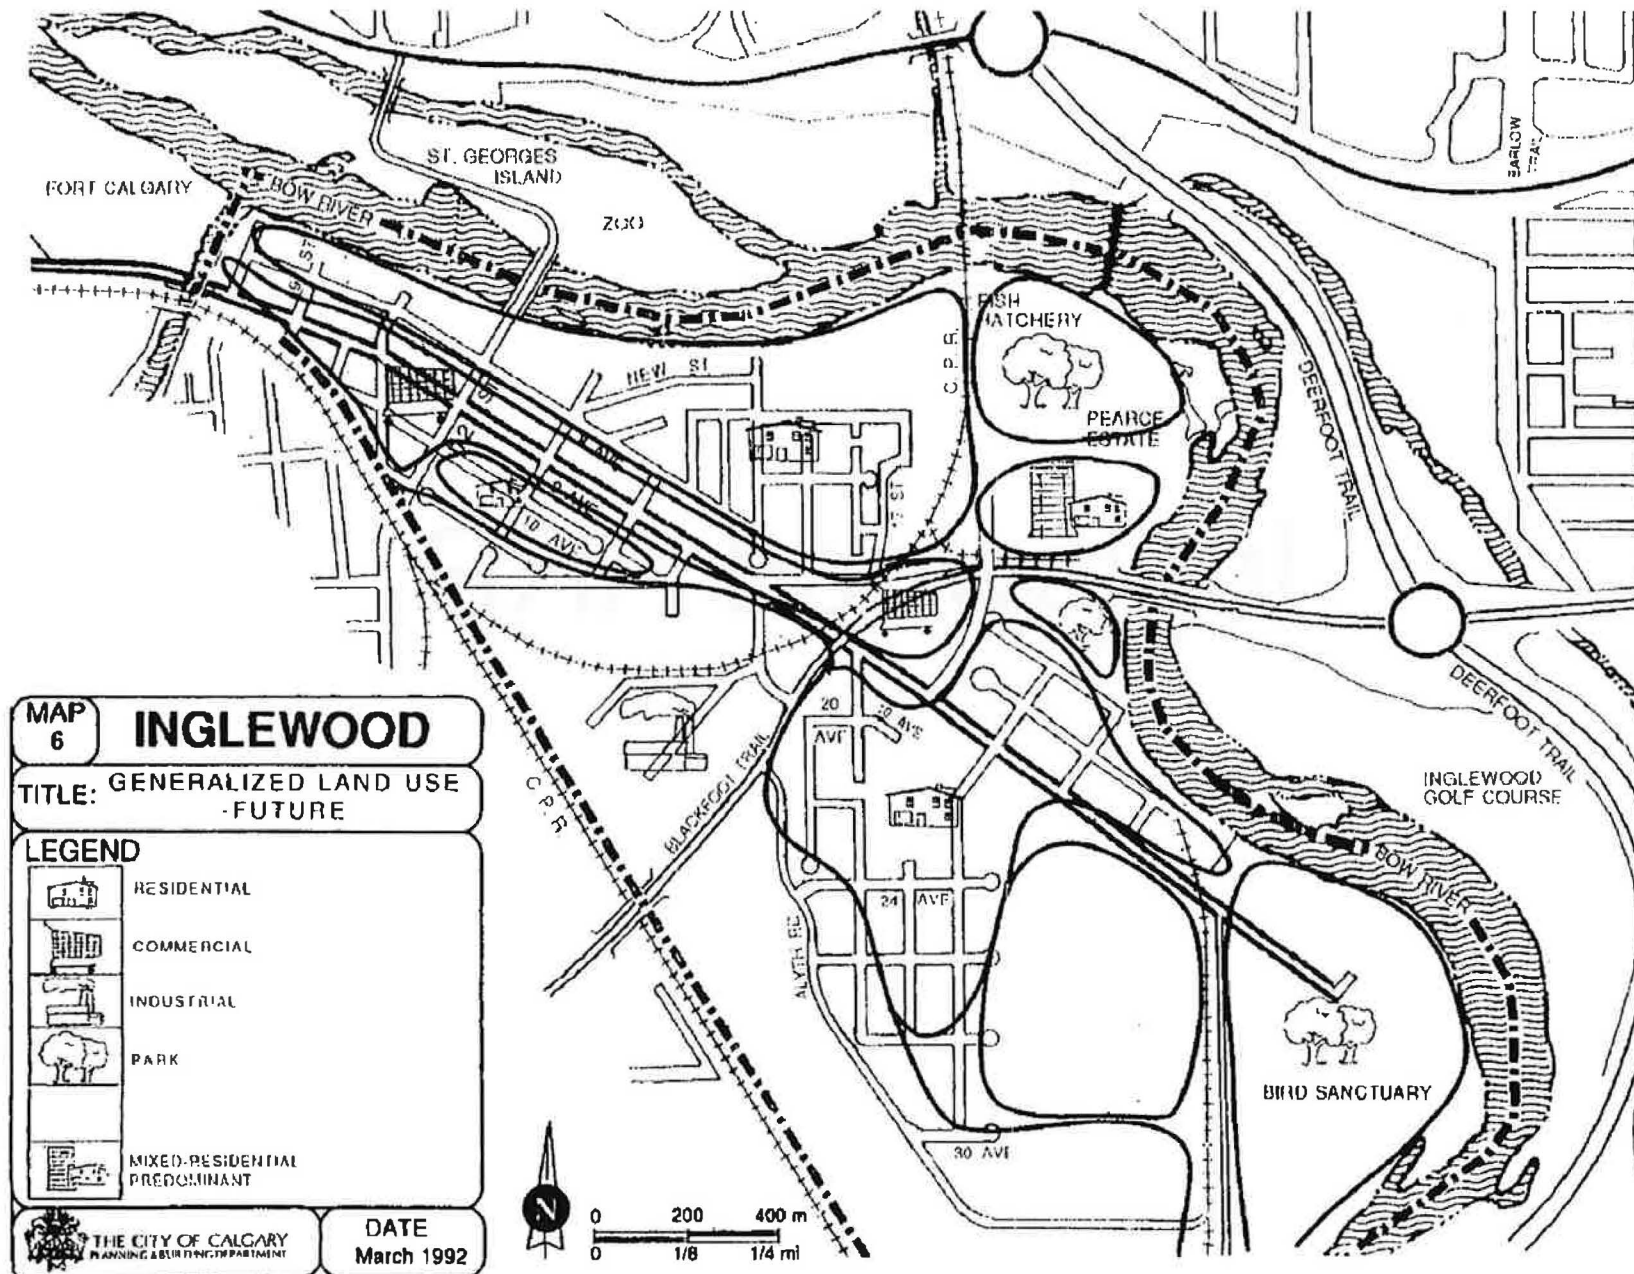 BARLOW
TRAIL
ST. GEORGES
ISLAND
FORT CALGARY
BOW RIVER
ZOO
9 ST
FISH
HATCHERY
C.P.R.
NEW ST
DEERFOOT TRAIL
PEARCE
ESTATE
12 ST
AVE
9 AVE
10
AVE
ST
MAP
6
INGLEWOOD
TITLE: GENERALIZED LAND USE
-FUTURE
LEGEND
RESIDENTIAL
COMMERCIAL
INDUSTRIAL
PARK
MIXED-RESIDENTIAL
PREDOMINANT
THE CITY OF CALGARY
PLANNING & BUILDING DEPARTMENT
DATE
March 1992
C.P.R.
BLACKFOOT TRAIL
20
AVE
AVE
DEERFOOT TRAIL
INGLEWOOD
GOLF COURSE
BOW RIVER
24 AVE
ALYTH RD
BIRD SANCTUARY
30 AVE
N
0 200 400 m
0 1/8 1/4 mi